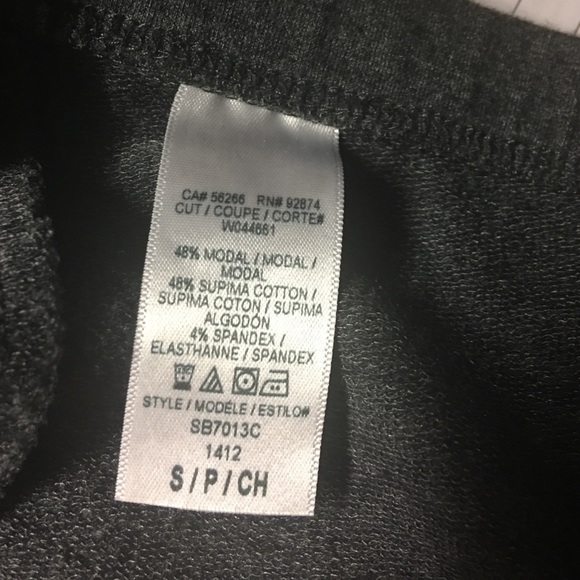 CA# 56266 RN# 92874
CUT / COUPE / CORTE#
W044661
48% MODAL / MODAL /
MODAL
48% SUPIMA COTTON /
SUPIMA COTON / SUPIMA
ALGODÓN
4% SPANDEX /
ELASTHANNE / SPANDEX
STYLE / MODÈLE / ESTILO#
SB7013C
1412
S / P / CH